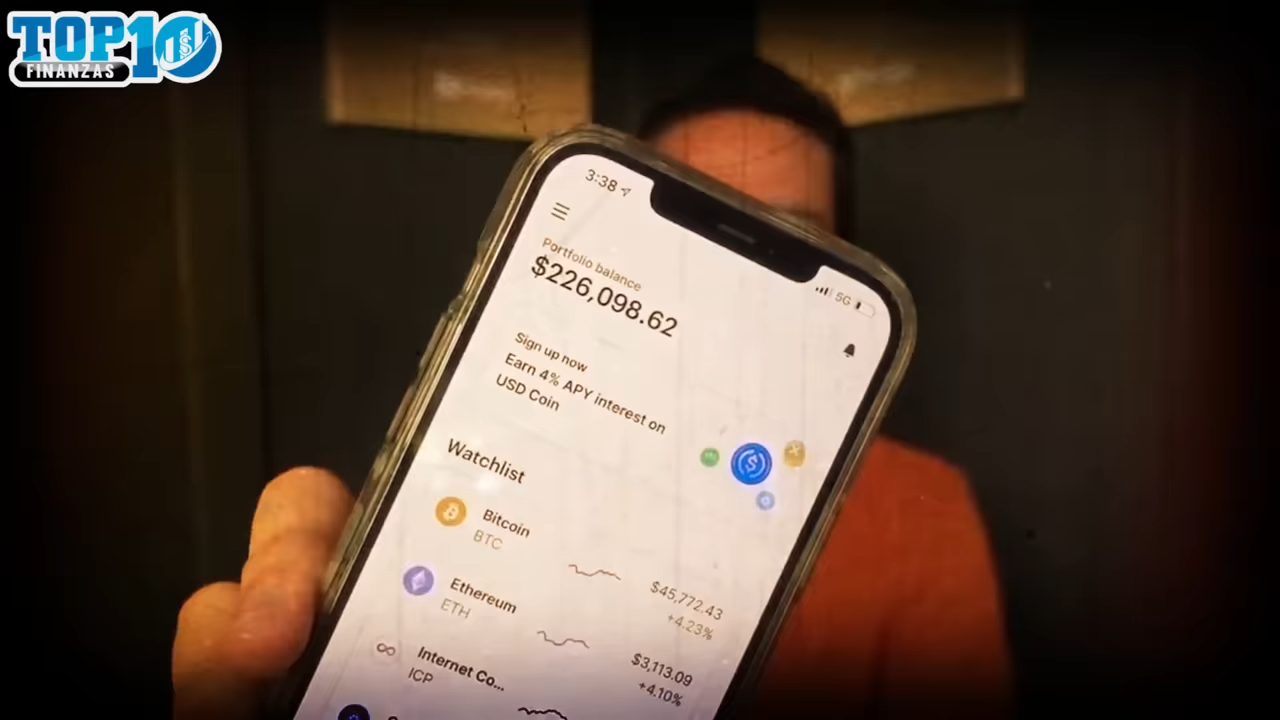 TOP10
FINANZAS
3:38
5G
Portfolio balance
$226,098.62
Sign up now
Earn 4% APY interest on
USD Coin
Watchlist
Bitcoin
BTC
$45,772.43
+4.23%
Ethereum
ETH
$3,113.09
+4.10%
Internet Co...
ICP